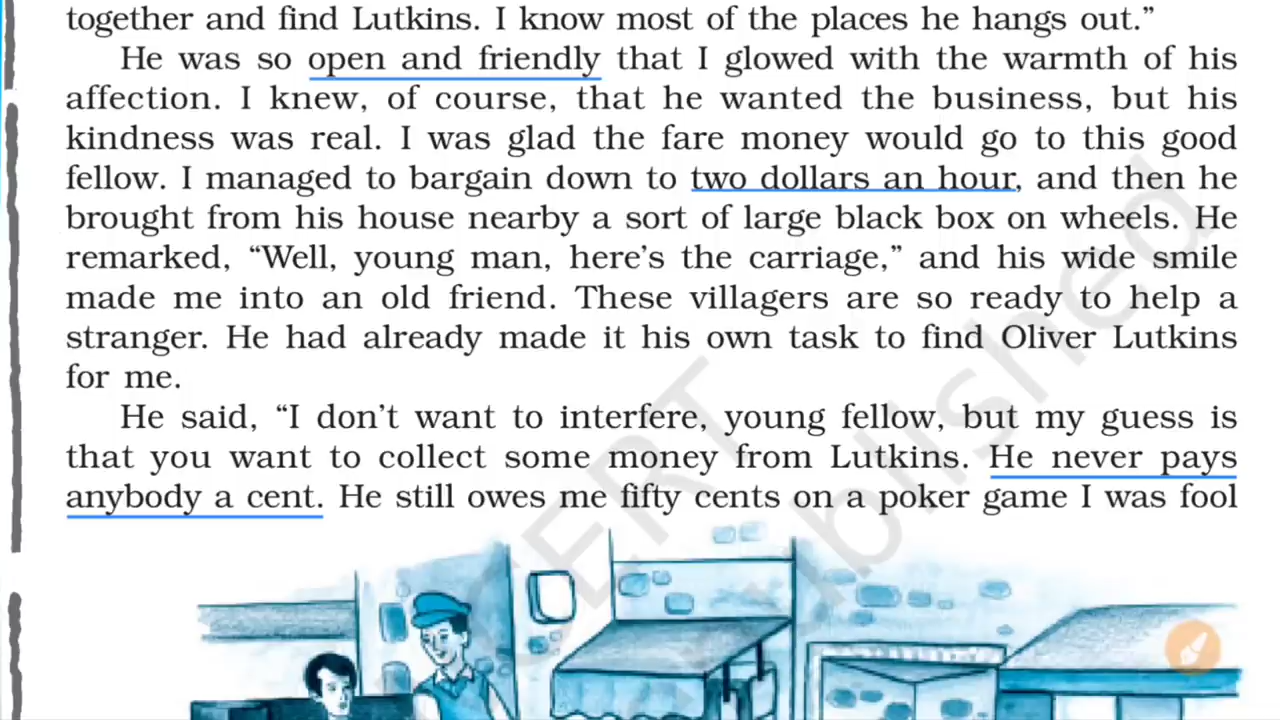 together and find Lutkins. I know most of the places he hangs out.”
He was so open and friendly that I glowed with the warmth of his
affection. I knew, of course, that he wanted the business, but his
kindness was real. I was glad the fare money would go to this good
fellow. I managed to bargain down to two dollars an hour, and then he
brought from his house nearby a sort of large black box on wheels. He
remarked, “Well, young man, here’s the carriage,” and his wide smile
made me into an old friend. These villagers are so ready to help a
stranger. He had already made it his own task to find Oliver Lutkins
for me.
He said, “I don’t want to interfere, young fellow, but my guess is
that you want to collect some money from Lutkins. He never pays
anybody a cent. He still owes me fifty cents on a poker game I was fool